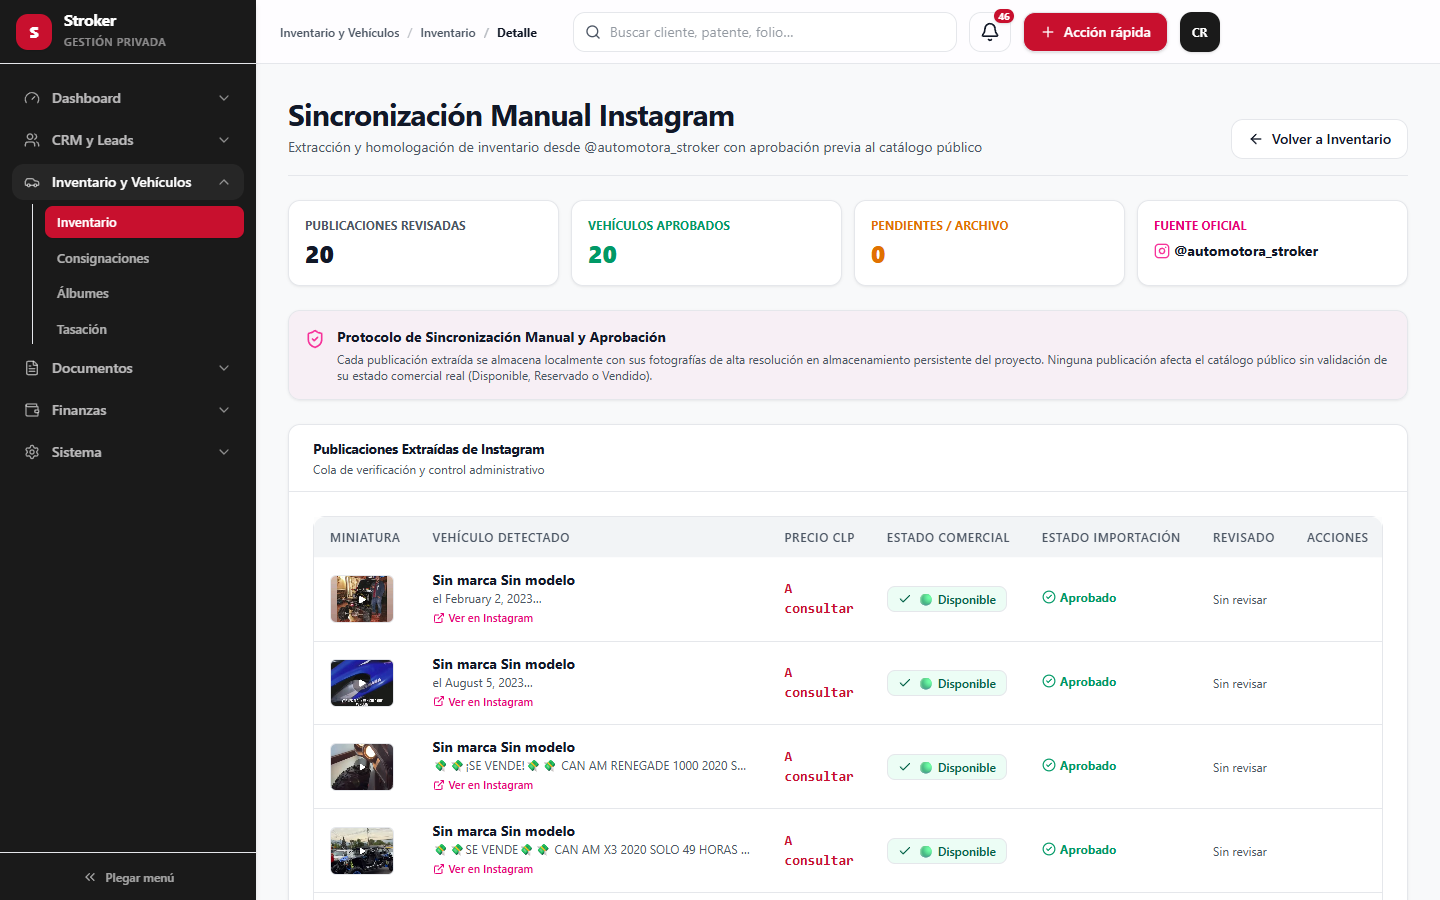 S
Stroker
GESTIÓN PRIVADA
Inventario y Vehículos / Inventario / Detalle
Buscar cliente, patente, folio...
46
Acción rápida
CR
Dashboard
CRM y Leads
Inventario y Vehículos
Inventario
Consignaciones
Álbumes
Tasación
Documentos
Finanzas
Sistema
Plegar menú
Sincronización Manual Instagram
Extracción y homologación de inventario desde @automotora_stroker con aprobación previa al catálogo público
Volver a Inventario
PUBLICACIONES REVISADAS
20
VEHÍCULOS APROBADOS
20
PENDIENTES / ARCHIVO
0
FUENTE OFICIAL
@automotora_stroker
Protocolo de Sincronización Manual y Aprobación
Cada publicación extraída se almacena localmente con sus fotografías de alta resolución en almacenamiento persistente del proyecto. Ninguna publicación afecta el catálogo público sin validación de
su estado comercial real (Disponible, Reservado o Vendido).
Publicaciones Extraídas de Instagram
Cola de verificación y control administrativo
MINIATURA VEHÍCULO DETECTADO PRECIO CLP ESTADO COMERCIAL ESTADO IMPORTACIÓN REVISADO ACCIONES
Sin marca Sin modelo
el February 2, 2023...
Ver en Instagram
A
consultar
Disponible
Aprobado
Sin revisar
Sin marca Sin modelo
el August 5, 2023...
Ver en Instagram
A
consultar
Disponible
Aprobado
Sin revisar
Sin marca Sin modelo
💸💸¡SE VENDE!💸💸 CAN AM RENEGADE 1000 2020 S...
Ver en Instagram
A
consultar
Disponible
Aprobado
Sin revisar
Sin marca Sin modelo
💸💸SE VENDE💸💸 CAN AM X3 2020 SOLO 49 HORAS ...
Ver en Instagram
A
consultar
Disponible
Aprobado
Sin revisar